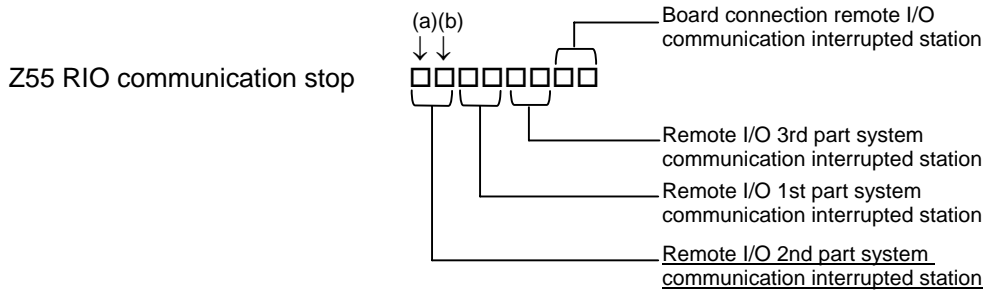 (a)(b)
↓ ↓
Board connection remote I/O
communication interrupted station
Z55 RIO communication stop □□□□□□□□
Remote I/O 3rd part system
communication interrupted station
Remote I/O 1st part system
communication interrupted station
Remote I/O 2nd part system
communication interrupted station